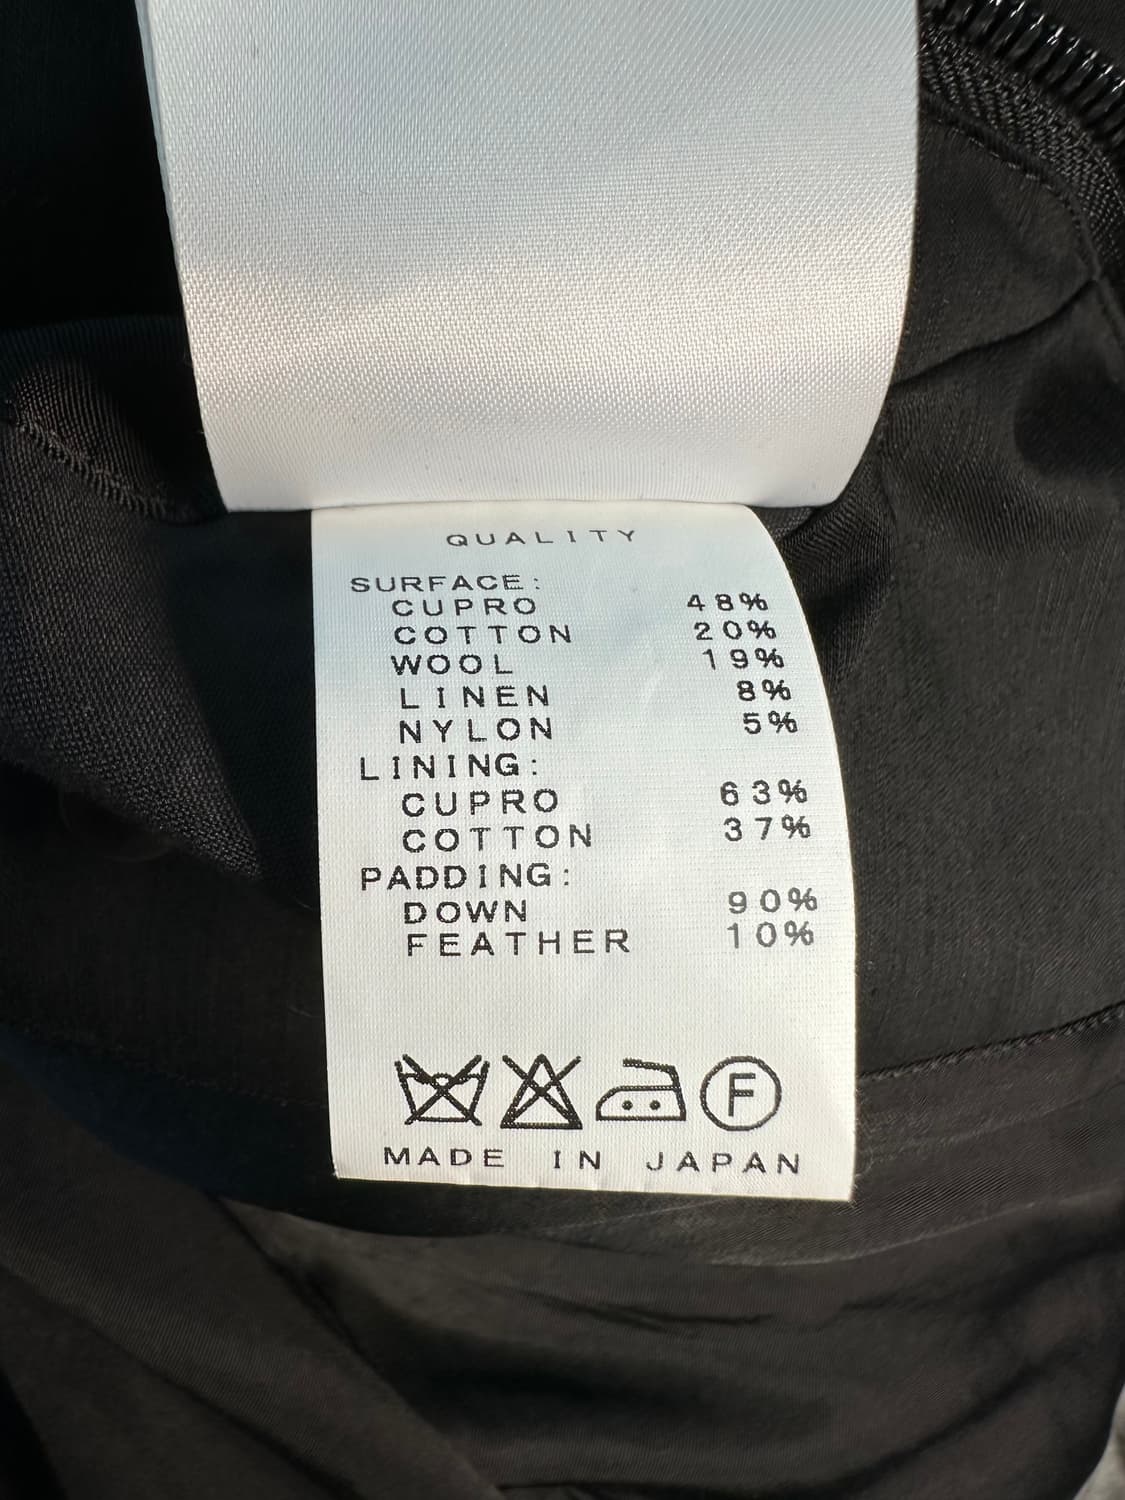 QUALITY
SURFACE:
CUPRO 48%
COTTON 20%
WOOL 19%
LINEN 8%
NYLON 5%
LINING:
CUPRO 63%
COTTON 37%
PADDING:
DOWN 90%
FEATHER 10%
F
MADE IN JAPAN